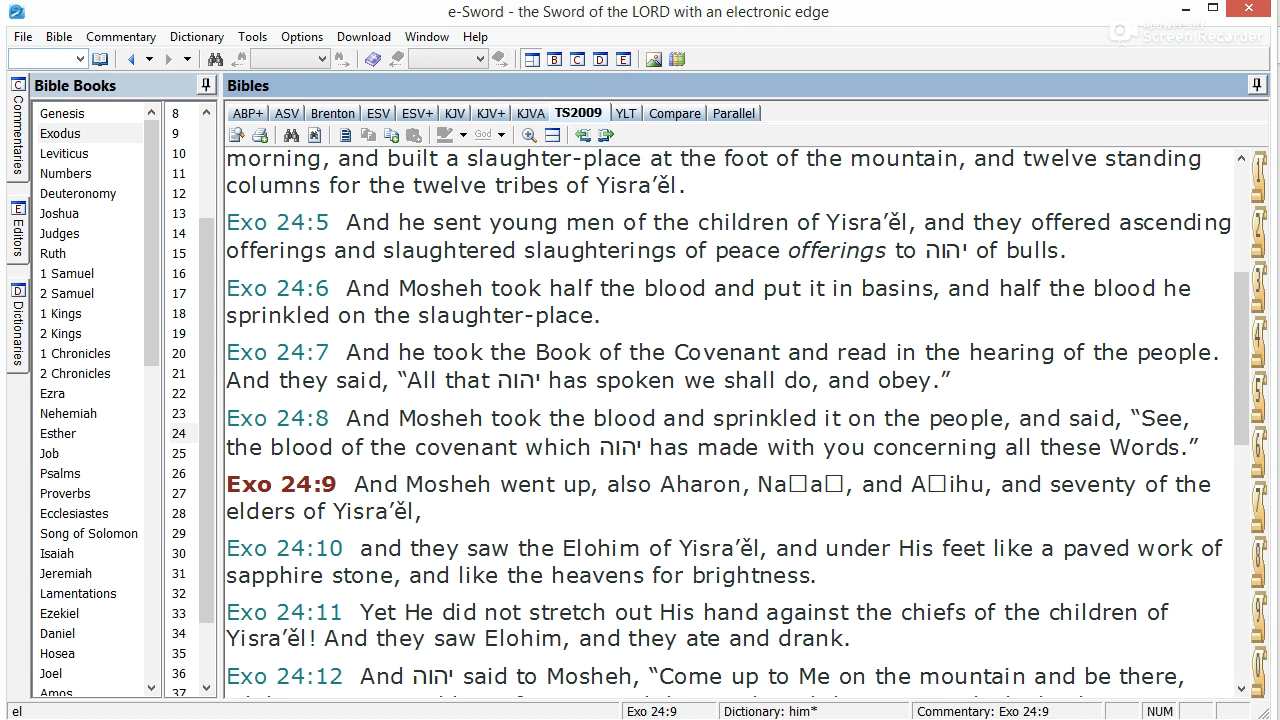 e-Sword - the Sword of the LORD with an electronic edge
File Bible Commentary Dictionary Tools Options Download Window Help
Screen Recorder
Bible Books
Bibles
Commentaries
Editors
Dictionaries
ABP+ ASV Brenton ESV ESV+ KJV KJV+ KJVA TS2009 YLT Compare Parallel
God
Genesis 8
Exodus 9
Leviticus 10
Numbers 11
Deuteronomy 12
Joshua 13
Judges 14
Ruth 15
1 Samuel 16
2 Samuel 17
1 Kings 18
2 Kings 19
1 Chronicles 20
2 Chronicles 21
Ezra 22
Nehemiah 23
Esther 24
Job 25
Psalms 26
Proverbs 27
Ecclesiastes 28
Song of Solomon 29
Isaiah 30
Jeremiah 31
Lamentations 32
Ezekiel 33
Daniel 34
Hosea 35
Joel 36
Amos 37
morning, and built a slaughter-place at the foot of the mountain, and twelve standing
columns for the twelve tribes of Yisra’ěl.
Exo 24:5 And he sent young men of the children of Yisra’ěl, and they offered ascending
offerings and slaughtered slaughterings of peace offerings to יהוה of bulls.
Exo 24:6 And Mosheh took half the blood and put it in basins, and half the blood he
sprinkled on the slaughter-place.
Exo 24:7 And he took the Book of the Covenant and read in the hearing of the people.
And they said, “All that יהוה has spoken we shall do, and obey.”
Exo 24:8 And Mosheh took the blood and sprinkled it on the people, and said, “See,
the blood of the covenant which יהוה has made with you concerning all these Words.”
Exo 24:9 And Mosheh went up, also Aharon, Na□a□, and A□ihu, and seventy of the
elders of Yisra’ěl,
Exo 24:10 and they saw the Elohim of Yisra’ěl, and under His feet like a paved work of
sapphire stone, and like the heavens for brightness.
Exo 24:11 Yet He did not stretch out His hand against the chiefs of the children of
Yisra’ěl! And they saw Elohim, and they ate and drank.
Exo 24:12 And יהוה said to Mosheh, “Come up to Me on the mountain and be there,
1
2
3
4
5
6
7
8
9
0
el Exo 24:9 Dictionary: him* Commentary: Exo 24:9 NUM